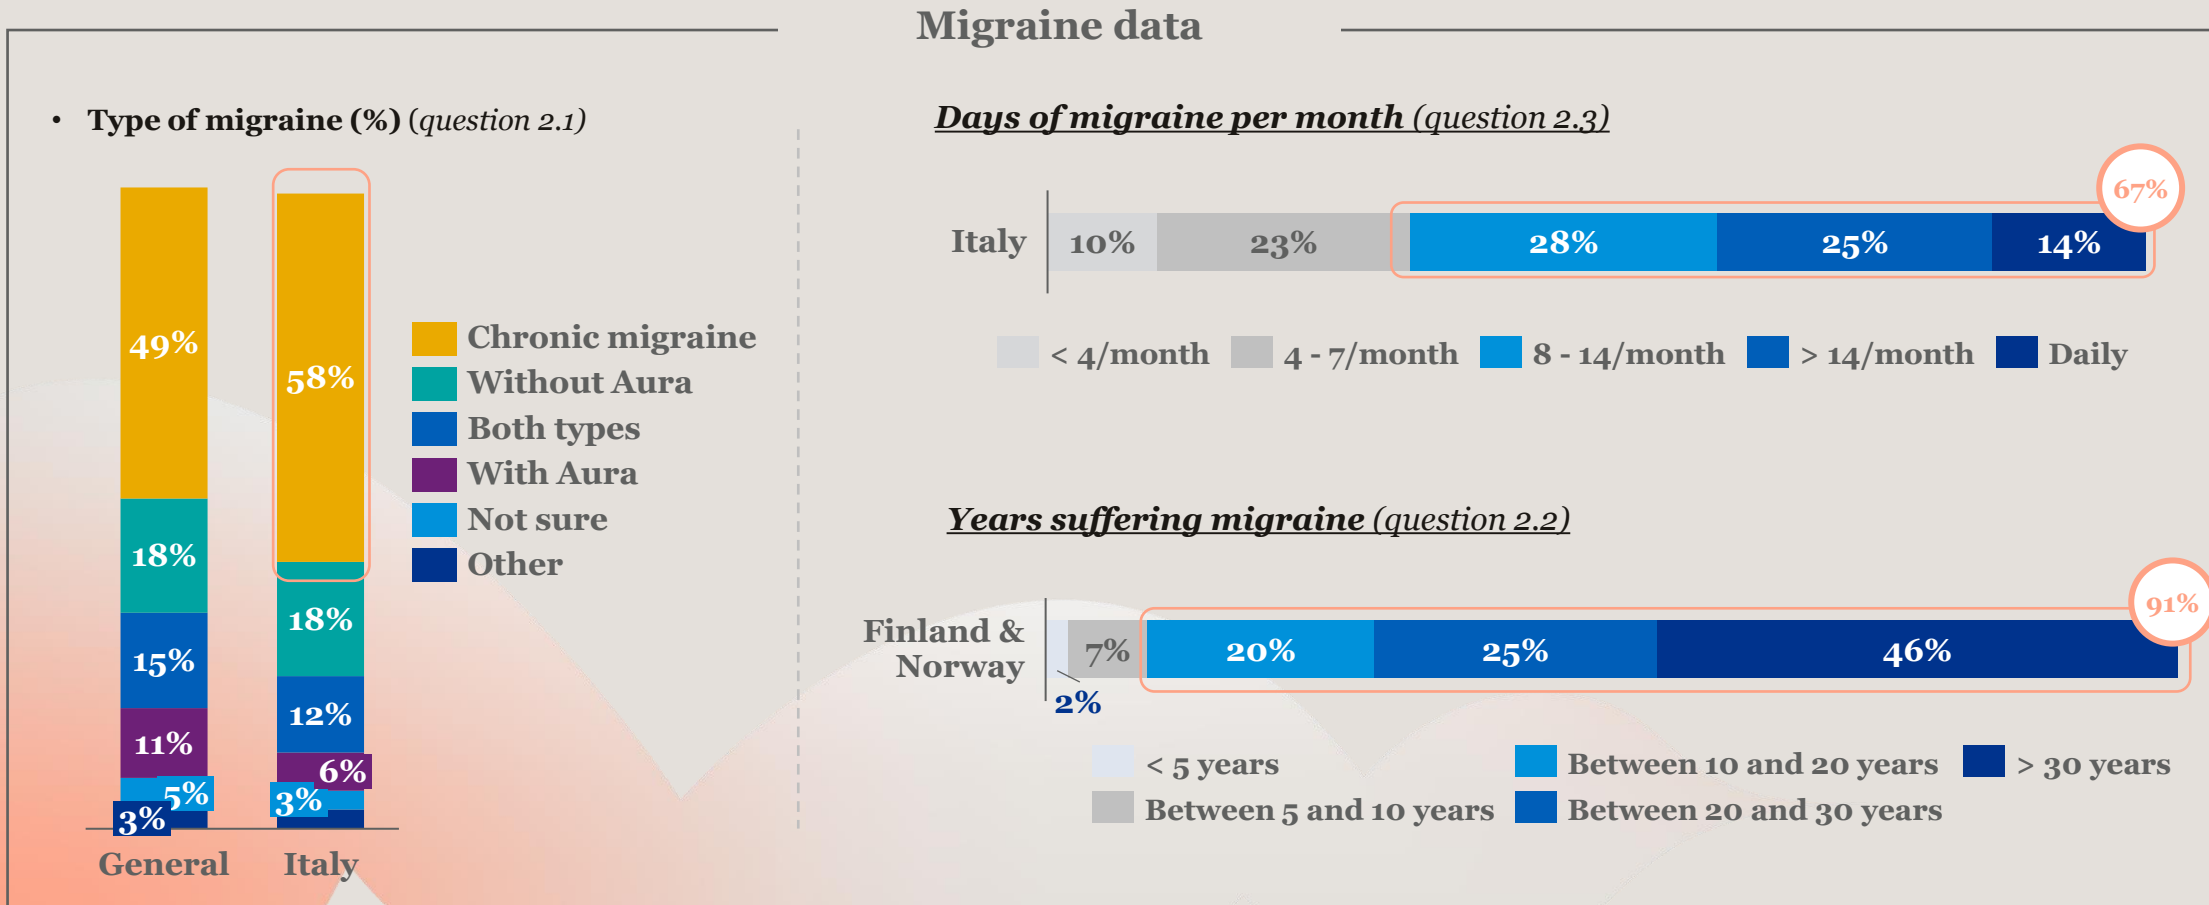 Migraine data
• Type of migraine (%) (question 2.1)
49%
18%
15%
11%
5%
3%
General
58%
18%
12%
6%
3%
Italy
Chronic migraine
Without Aura
Both types
With Aura
Not sure
Other
Days of migraine per month (question 2.3)
67%
Italy
10% 23% 28% 25% 14%
< 4/month 4 - 7/month 8 - 14/month > 14/month Daily
Years suffering migraine (question 2.2)
91%
Finland &
Norway
7% 20% 25% 46%
2%
< 5 years Between 10 and 20 years > 30 years
Between 5 and 10 years Between 20 and 30 years